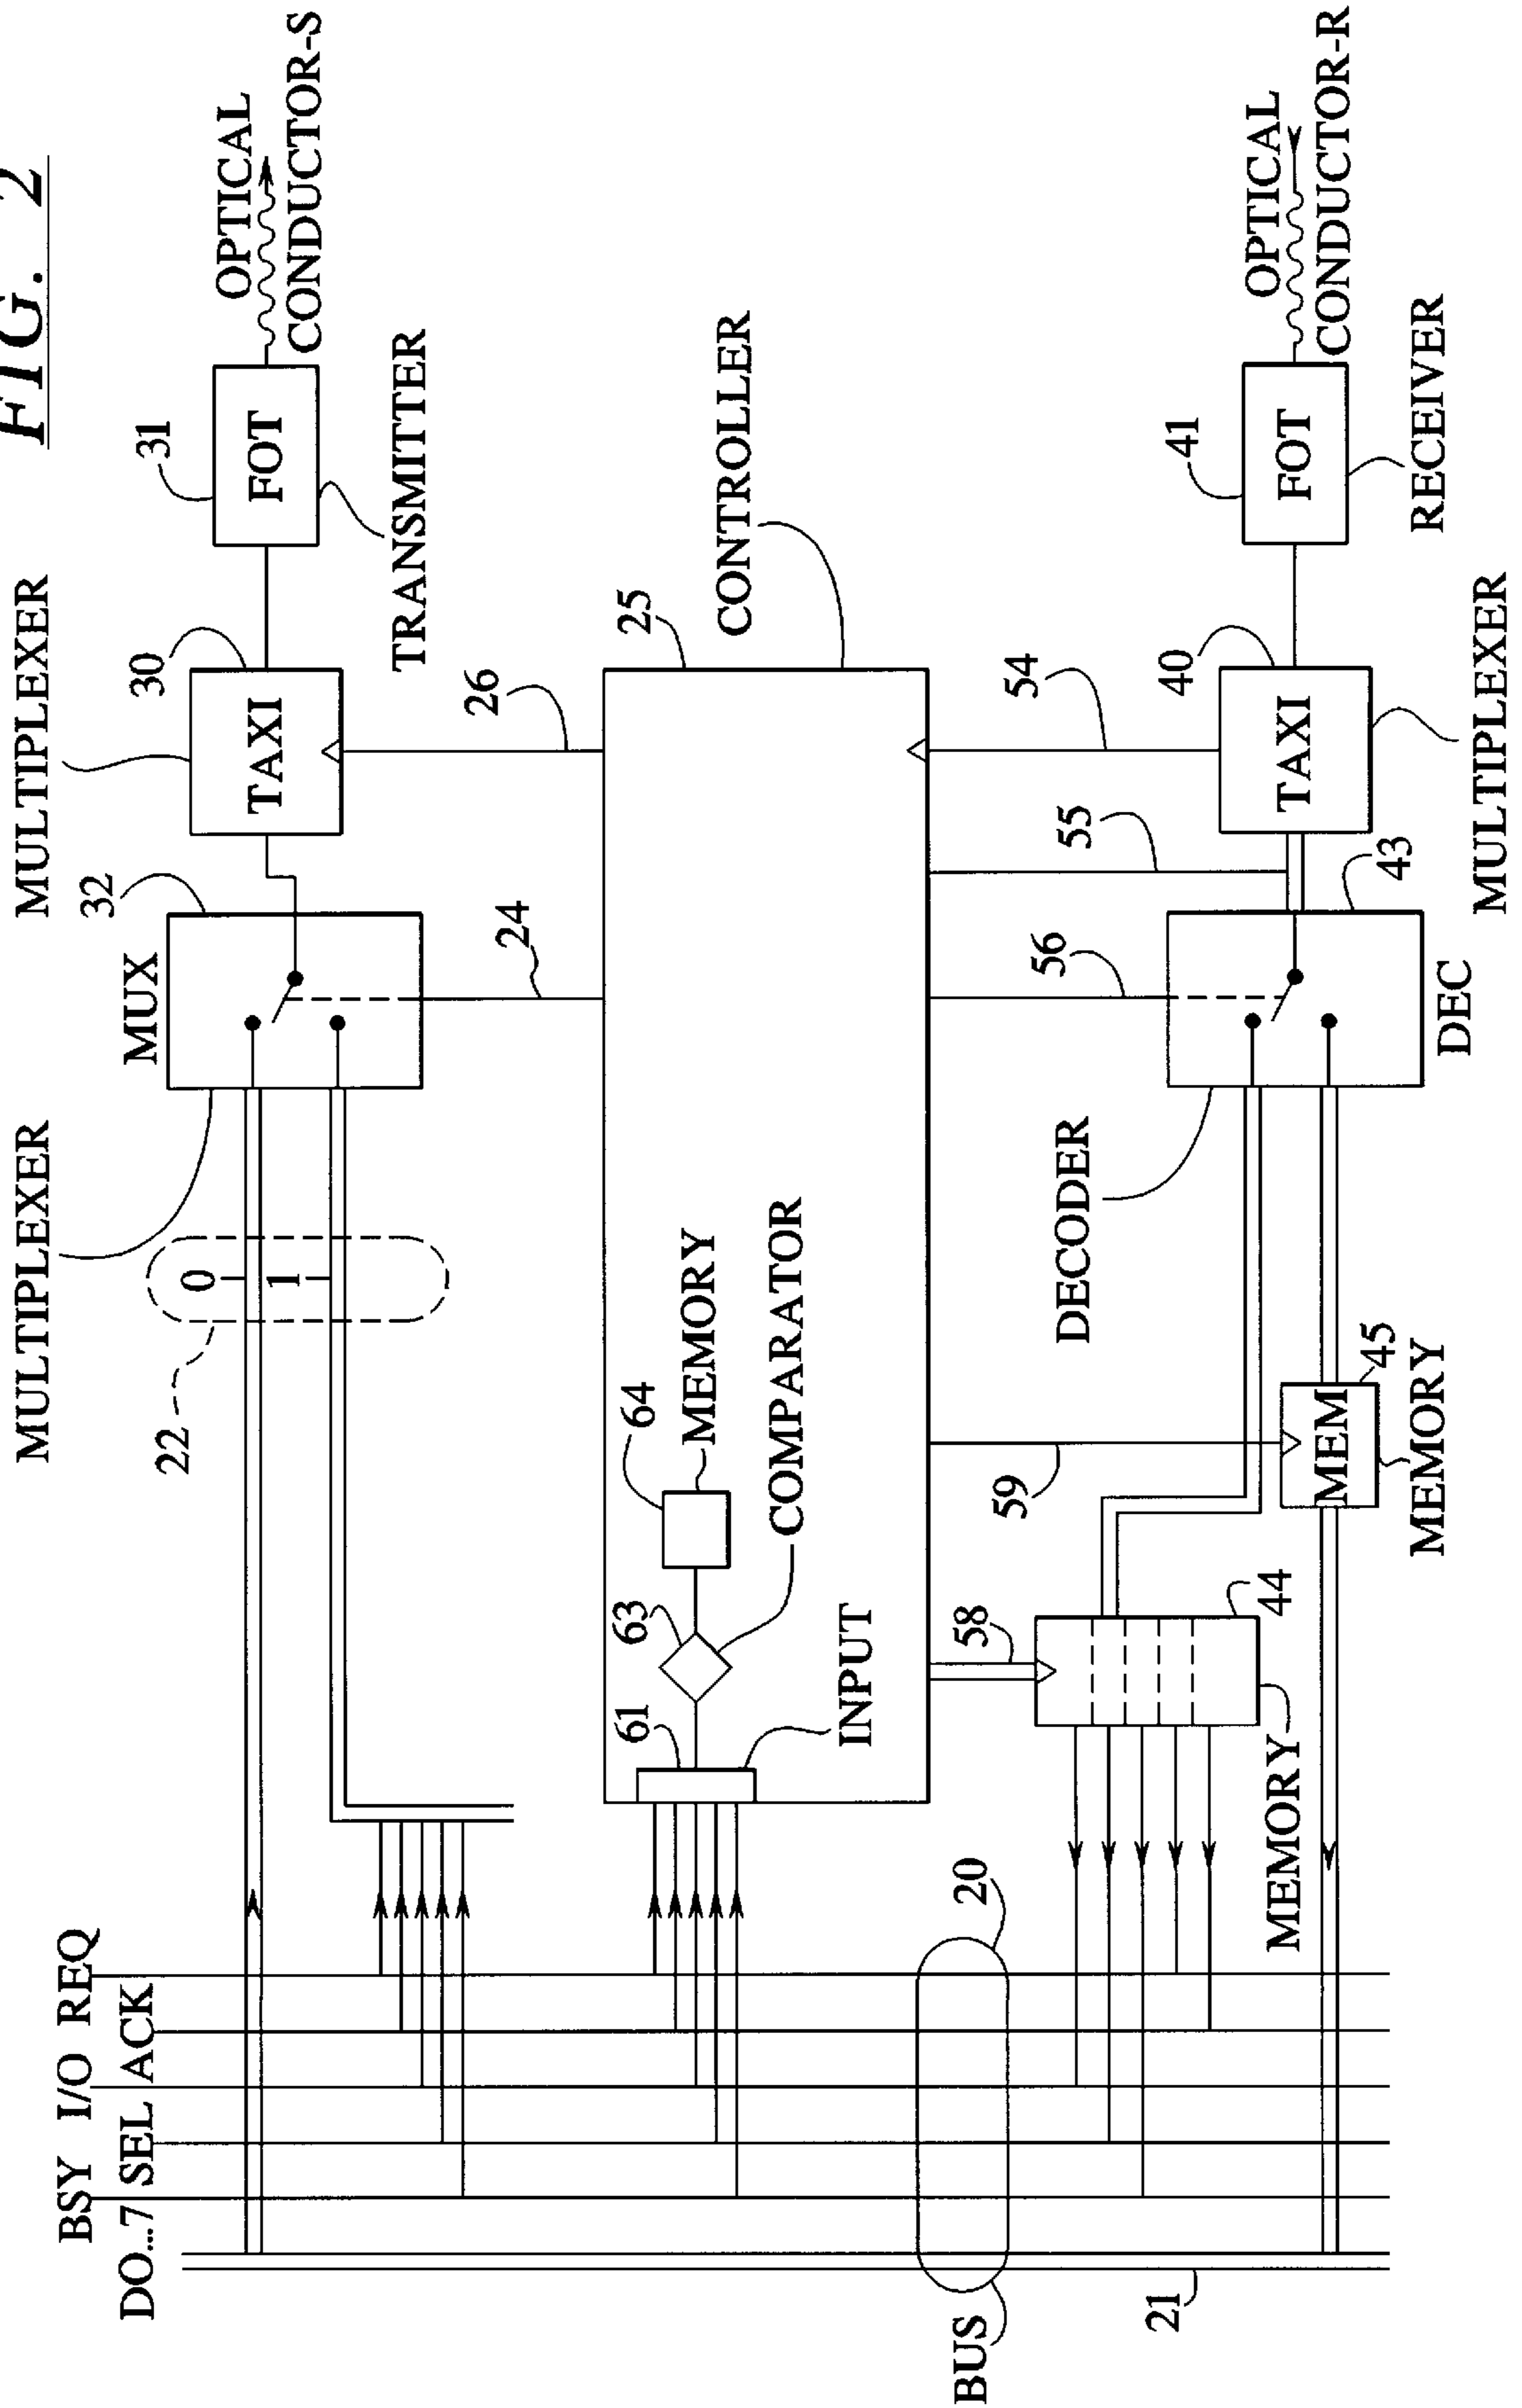 FIG. 2
OPTICAL
CONDUCTOR-S
31
FOT
TRANSMITTER
MULTIPLEXER
30
TAXI
26
32
MUX
24
MULTIPLEXER
0
1
22
25
CONTROLLER
64
MEMORY
63
COMPARATOR
61
INPUT
BSY I/O REQ
DO...7 SEL ACK
20
BUS
21
OPTICAL
CONDUCTOR-R
41
FOT
RECEIVER
54
40
TAXI
MULTIPLEXER
55
43
56
DEC
DECODER
59
45
MEM
MEMORY
58
44
MEMORY